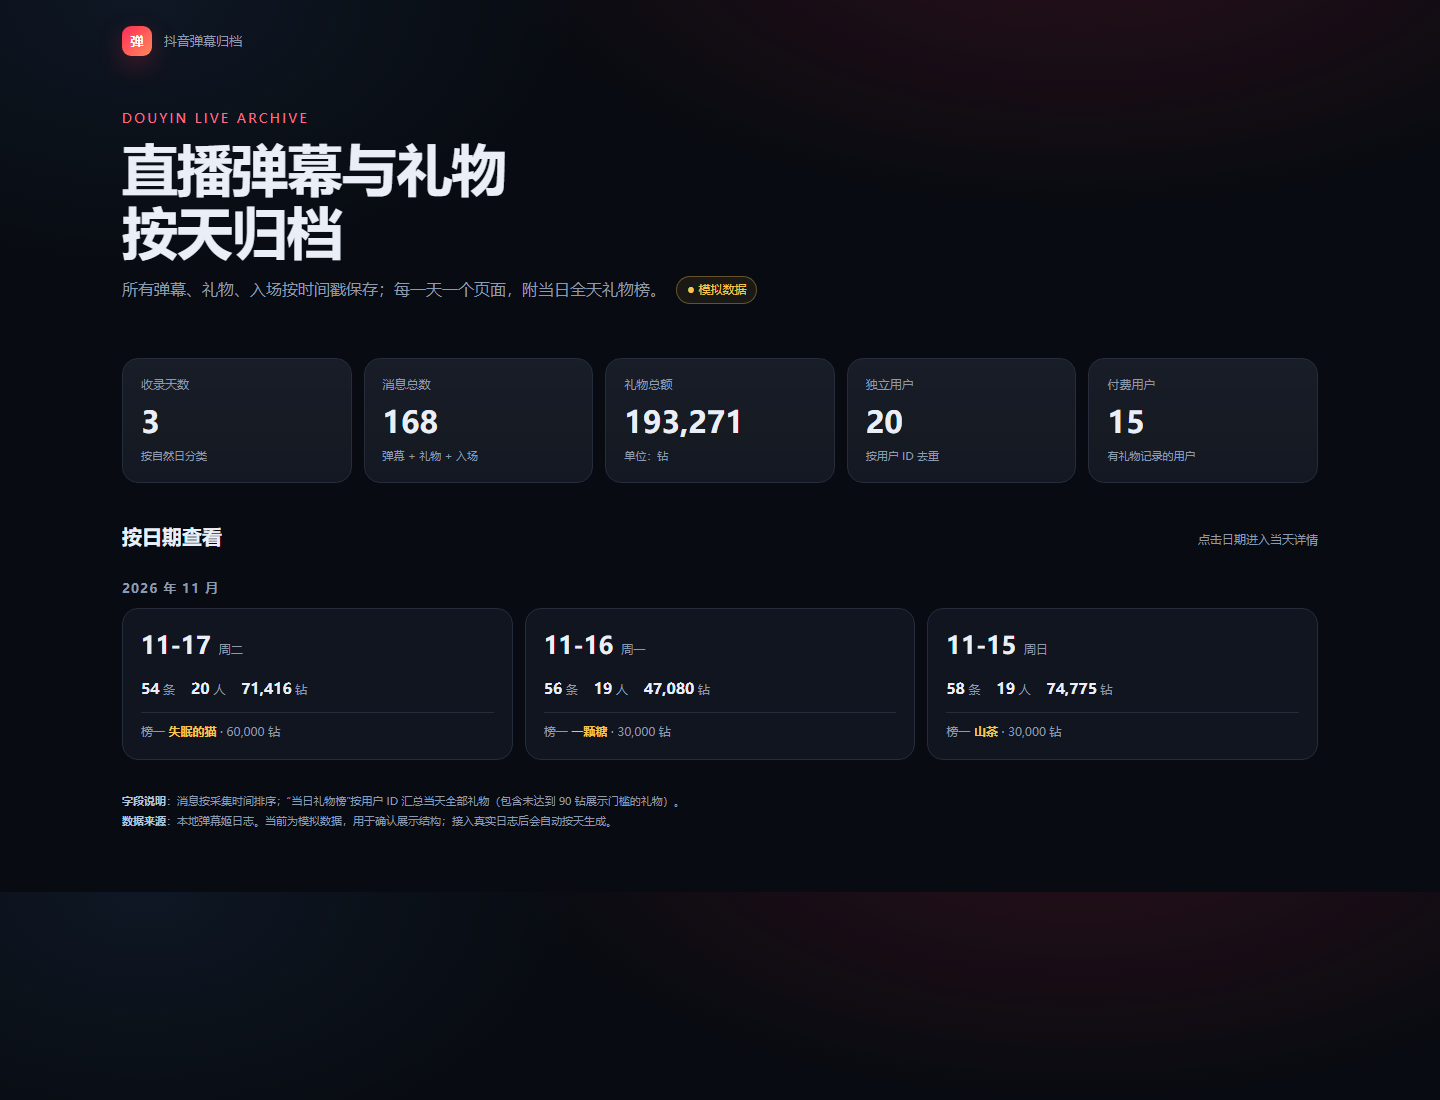 弹 抖音弹幕归档
DOUYIN LIVE ARCHIVE
直播弹幕与礼物
按天归档
所有弹幕、礼物、入场按时间戳保存；每一天一个页面，附当日全天礼物榜。 模拟数据
收录天数
3
按自然日分类
消息总数
168
弹幕 + 礼物 + 入场
礼物总额
193,271
单位：钻
独立用户
20
按用户 ID 去重
付费用户
15
有礼物记录的用户
按日期查看
点击日期进入当天详情
2026 年 11 月
11-17 周二
54 条 20 人 71,416 钻
榜一 失眠的猫 · 60,000 钻
11-16 周一
56 条 19 人 47,080 钻
榜一 一颗糖 · 30,000 钻
11-15 周日
58 条 19 人 74,775 钻
榜一 山茶 · 30,000 钻
字段说明：消息按采集时间排序；“当日礼物榜”按用户 ID 汇总当天全部礼物（包含未达到 90 钻展示门槛的礼物）。
数据来源：本地弹幕姬日志。当前为模拟数据，用于确认展示结构；接入真实日志后会自动按天生成。